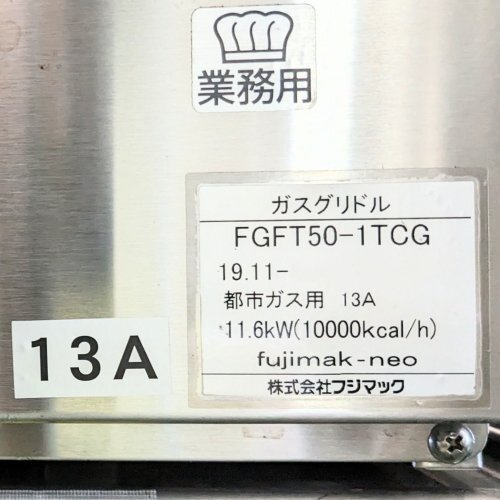 業務用
ガスグリドル
FGFT50-1TCG
19.11-
都市ガス用 13A
11.6kW(10000kcal/h)
fujimak-neo
株式会社フジマック
13A